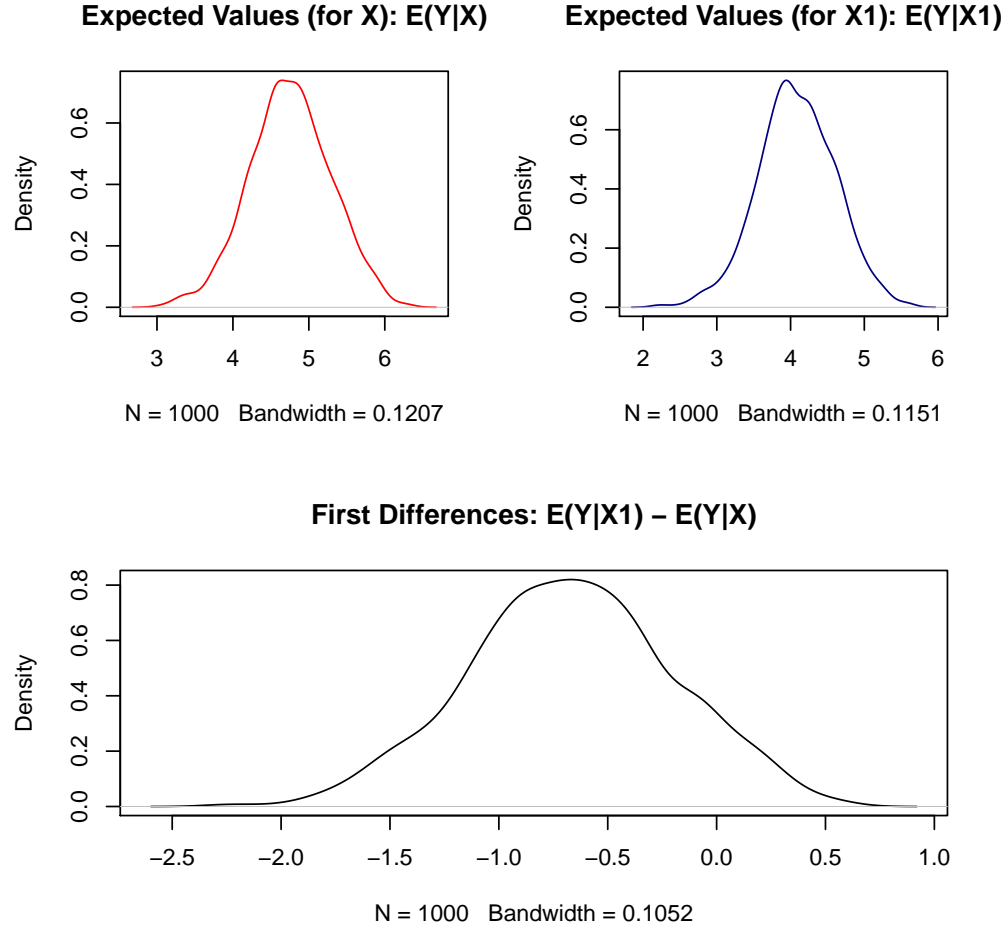 Expected Values (for X): E(Y|X)
Density
0.0 0.2 0.4 0.6
3 4 5 6
N = 1000 Bandwidth = 0.1207
Expected Values (for X1): E(Y|X1)
Density
0.0 0.2 0.4 0.6
2 3 4 5 6
N = 1000 Bandwidth = 0.1151
First Differences: E(Y|X1) − E(Y|X)
Density
0.0 0.2 0.4 0.6 0.8
−2.5 −2.0 −1.5 −1.0 −0.5 0.0 0.5 1.0
N = 1000 Bandwidth = 0.1052